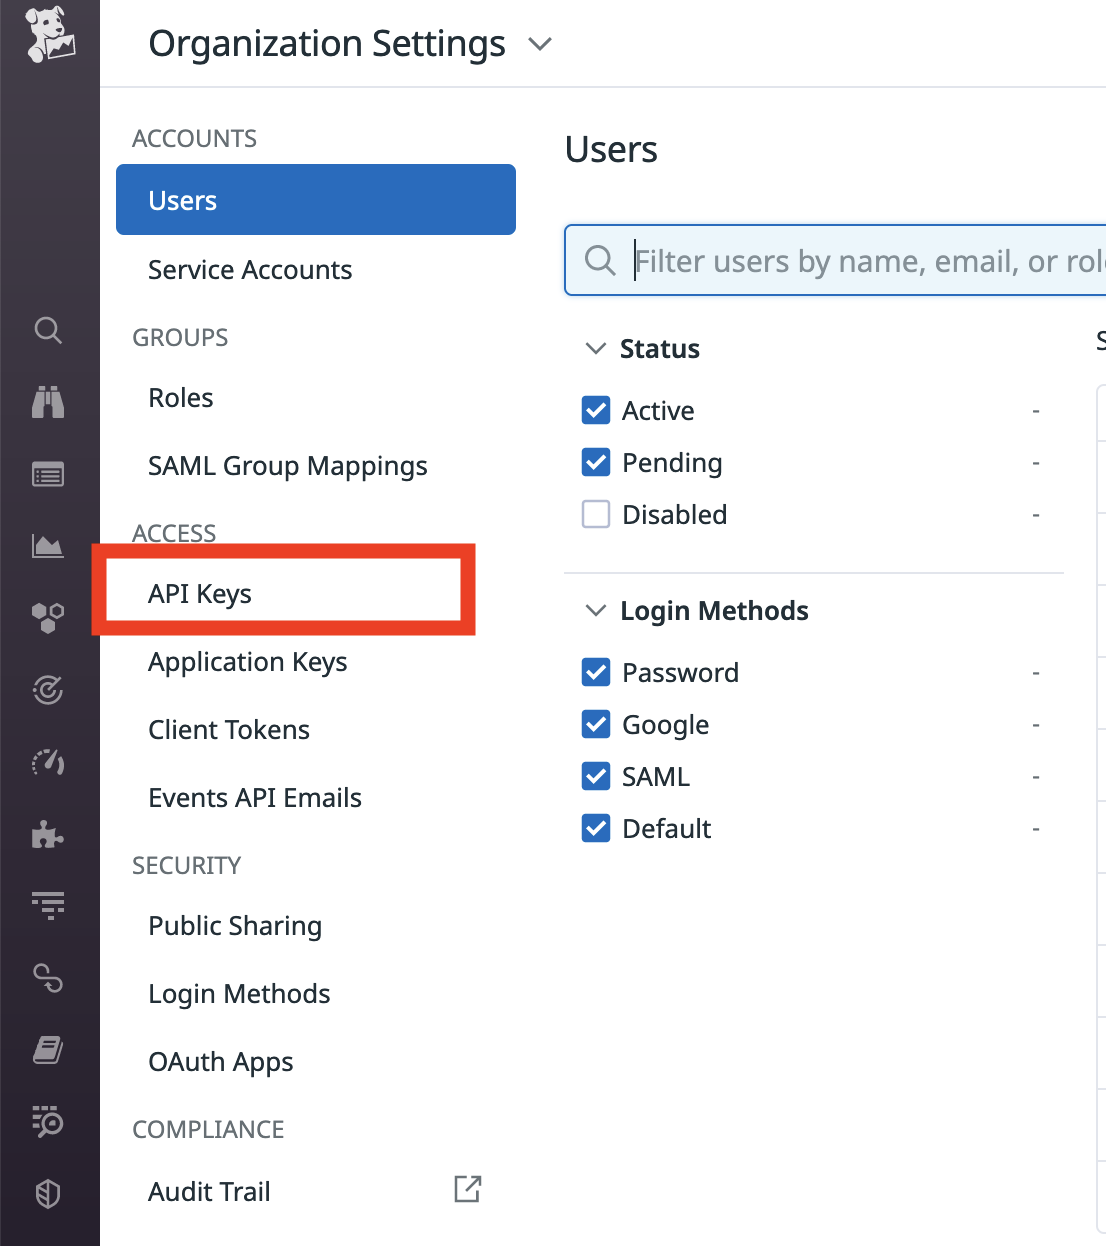 Organization Settings
ACCOUNTS
Users
Service Accounts
GROUPS
Roles
SAML Group Mappings
ACCESS
API Keys
Application Keys
Client Tokens
Events API Emails
SECURITY
Public Sharing
Login Methods
OAuth Apps
COMPLIANCE
Audit Trail
Users
Filter users by name, email, or rol
Status
Active -
Pending -
Disabled -
Login Methods
Password -
Google -
SAML -
Default -